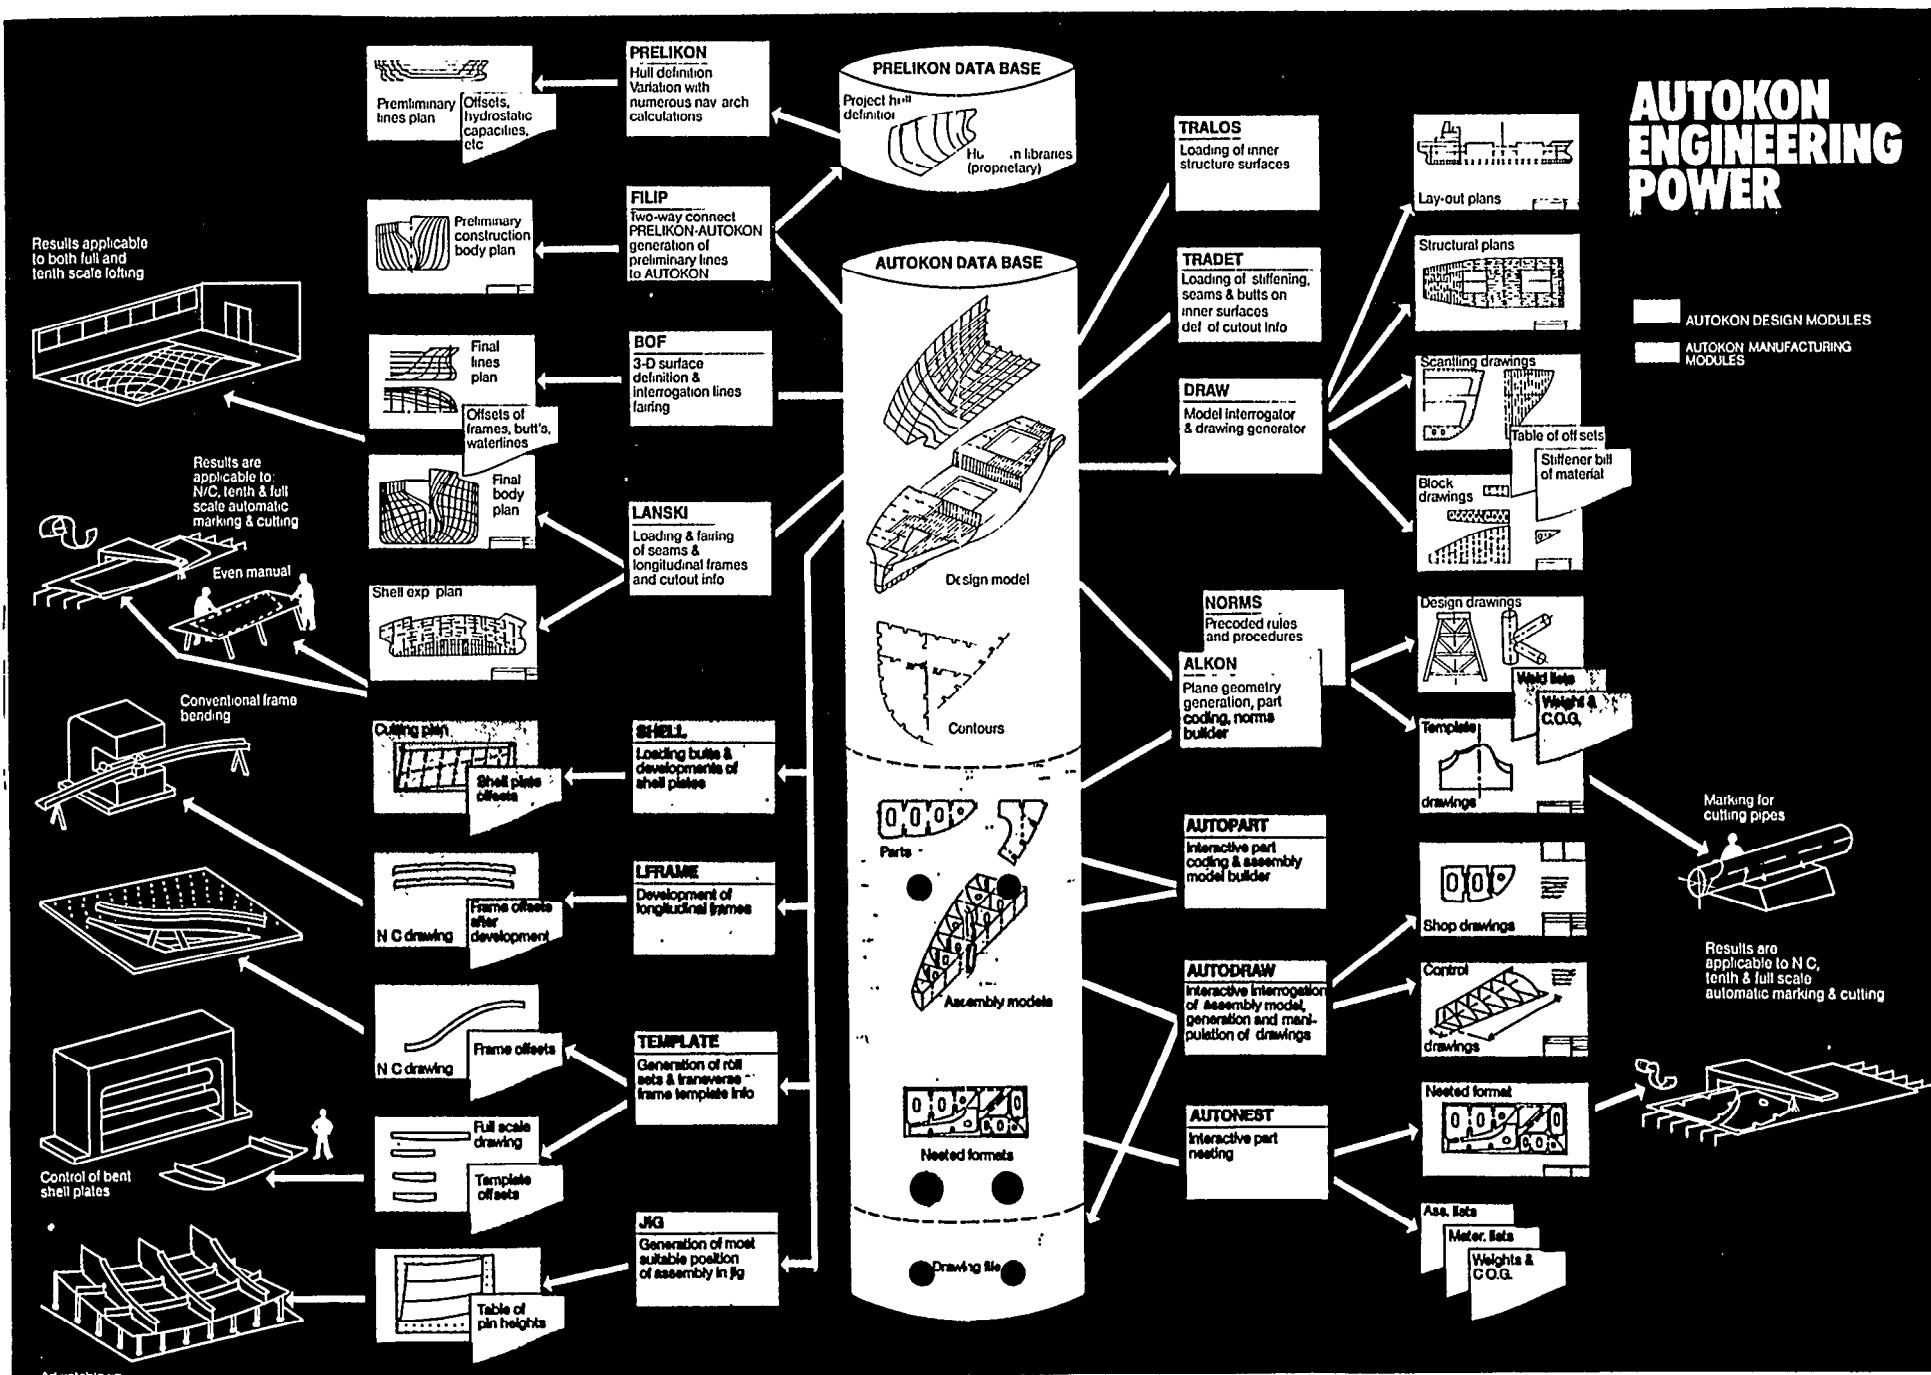 AUTOKON
ENGINEERING
POWER
AUTOKON DESIGN MODULES
AUTOKON MANUFACTURING
MODULES
PRELIKON
Hull definition
Variation with
numerous nav arch
calculations
Premliminary
lines plan
Offsets,
hydrostatic
capacities,
etc
PRELIKON DATA BASE
Project
definition
libraries
(proprietary)
FILIP
Two-way connect
PRELIKON-AUTOKON
generation of
preliminary lines
to AUTOKON
Preliminary
construction
body plan
Results applicable
to both full and
tenth scale lofting
BOF
3-D surface
definition &
interrogation lines
fairing
Final
lines
plan
Offsets of
frames, butt's,
waterlines
Final
body
plan
LANSKI
Loading & fairing
of seams &
longitudinal frames
and cutout info
Shell exp plan
Results are
applicable to:
N/C, tenth & full
scale automatic
marking & cutting
Even manual
Conventional frame
bending
SHELL
Loading butts &
developments of
shell plates
Cutting plan
Shell plate
offsets
LFRAME
Development of
longitudinal frames
N C drawing
Frame offsets
after
development
TEMPLATE
Generation of roll
sets & transverse
frame template info
N C drawing
Frame offsets
Full scale
drawing
Template
offsets
Control of bent
shell plates
JIG
Generation of most
suitable position
of assembly in jig
Table of
pin heights
AUTOKON DATA BASE
Design model
Contours
Parts
Assembly models
Nested formats
Drawing file
TRALOS
Loading of inner
structure surfaces
TRADET
Loading of stiffening,
seams & butts on
inner surfaces
def of cutout info
DRAW
Model interrogator
& drawing generator
Lay-out plans
Structural plans
Scantling drawings
Table of off sets
Stiffener bill
of material
Block
drawings
NORMS
Precoded rules
and procedures
ALKON
Plane geometry
generation, part
coding, norms
builder
Design drawings
Weld lists
Weight &
C.O.G.
Template
drawings
Marking for
cutting pipes
AUTOPART
Interactive part
coding & assembly
model builder
AUTODRAW
Interactive interrogation
of Assembly model,
generation and mani-
pulation of drawings
Shop drawings
Control
drawings
Results are
applicable to N C,
tenth & full scale
automatic marking & cutting
AUTONEST
Interactive part
nesting
Nested format
Ass. lists
Mater. lists
Weights &
C O.G.